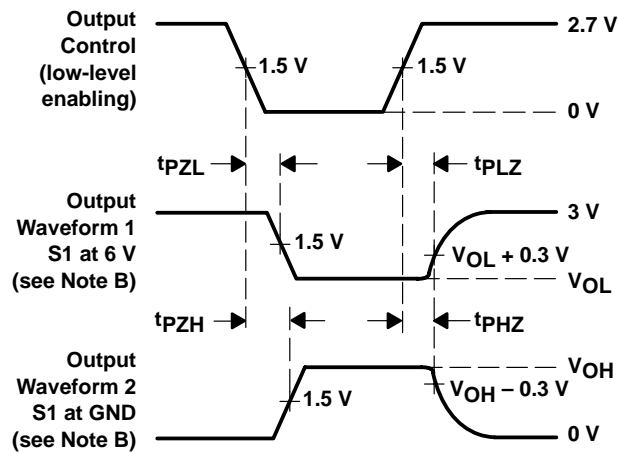 Output
Control
(low-level
enabling)
2.7 V
1.5 V
1.5 V
0 V
tPZL
tPLZ
Output
Waveform 1
S1 at 6 V
(see Note B)
3 V
1.5 V
VOL + 0.3 V
VOL
tPZH
tPHZ
Output
Waveform 2
S1 at GND
(see Note B)
VOH
1.5 V
VOH – 0.3 V
0 V